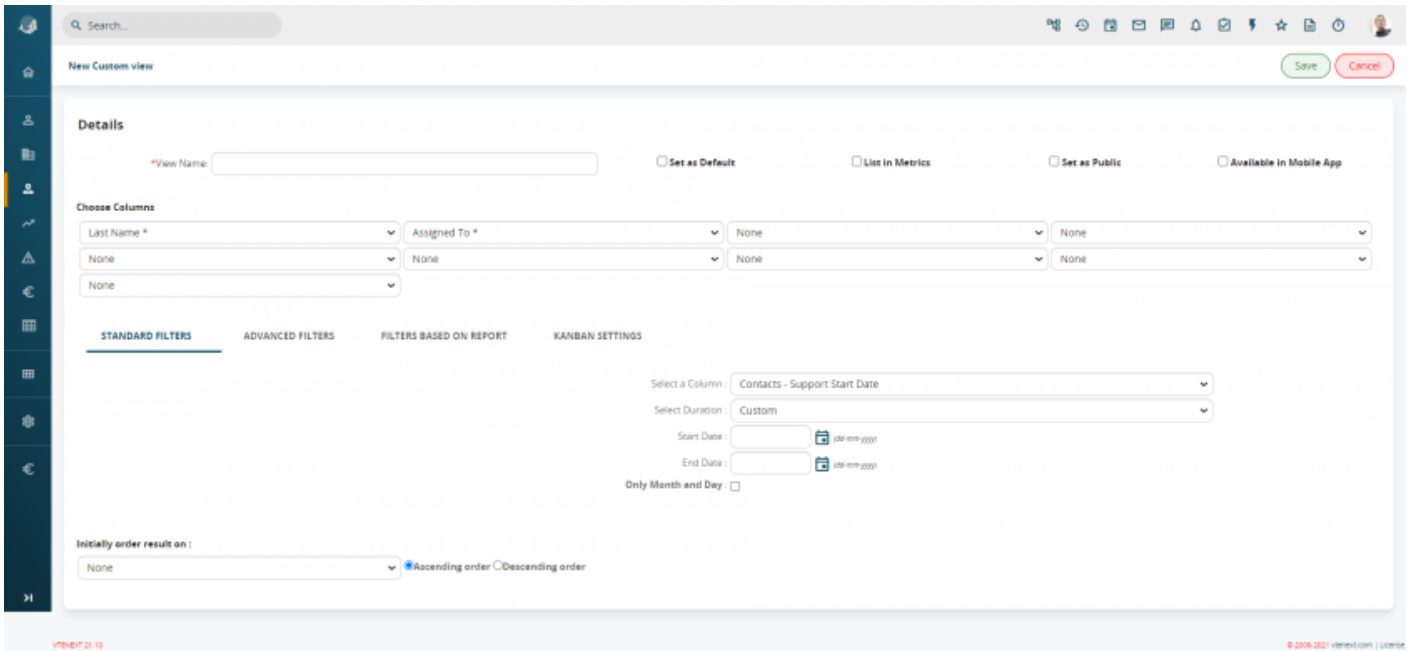 Search...
New Custom view
Save
Cancel
Details
*View Name:
Set as Default
List in Metrics
Set as Public
Available in Mobile App
Choose Columns
Last Name *
Assigned To *
None
None
None
None
None
None
None
STANDARD FILTERS
ADVANCED FILTERS
FILTERS BASED ON REPORT
KANBAN SETTINGS
Select a Column :
Contacts - Support Start Date
Select Duration :
Custom
Start Date :
(dd-mm-yyyy)
End Date :
(dd-mm-yyyy)
Only Month and Day :
Initially order result on :
None
Ascending order
Descending order
VTENEXT 21.10
© 2008-2021 vtenext.com | License